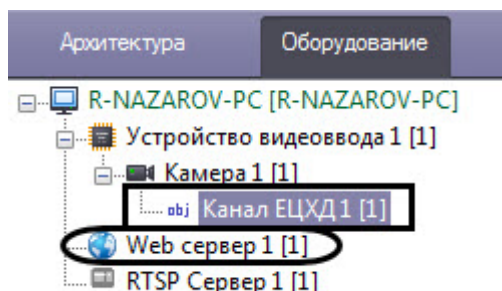 Архитектура Оборудование
R-NAZAROV-PC [R-NAZAROV-PC]
Устройство видеоввода 1 [1]
Камера 1 [1]
obj Канал ЕЦХД 1 [1]
Web сервер 1 [1]
RTSP Сервер 1 [1]